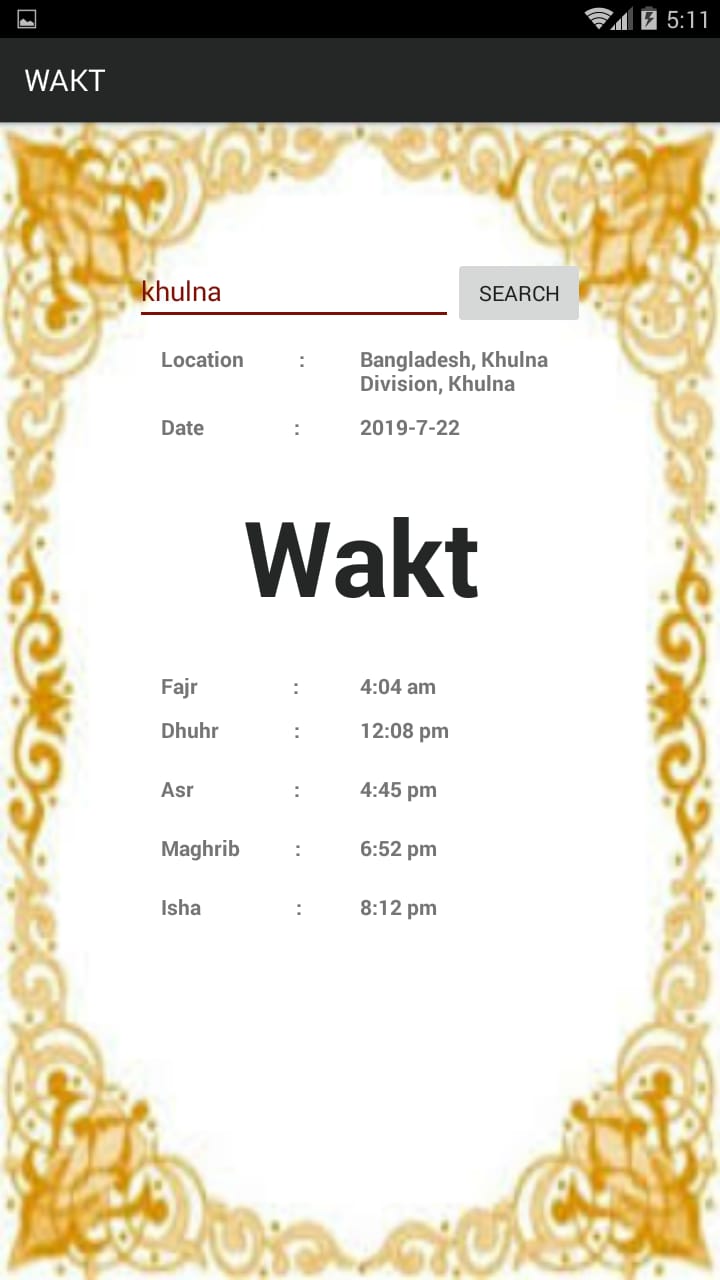 5:11
WAKT
khulna SEARCH
Location : Bangladesh, Khulna
Division, Khulna
Date : 2019-7-22
Wakt
Fajr : 4:04 am
Dhuhr : 12:08 pm
Asr : 4:45 pm
Maghrib : 6:52 pm
Isha : 8:12 pm